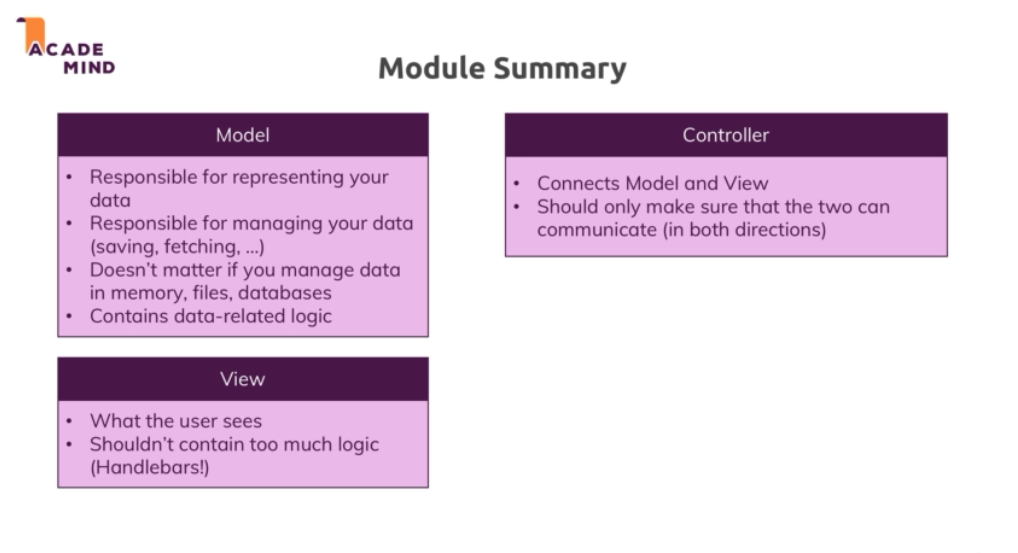 ACADE
MIND
Module Summary
Model
• Responsible for representing your
data
• Responsible for managing your data
(saving, fetching, …)
• Doesn't matter if you manage data
in memory, files, databases
• Contains data-related logic
View
• What the user sees
• Shouldn't contain too much logic
(Handlebars!)
Controller
• Connects Model and View
• Should only make sure that the two can
communicate (in both directions)